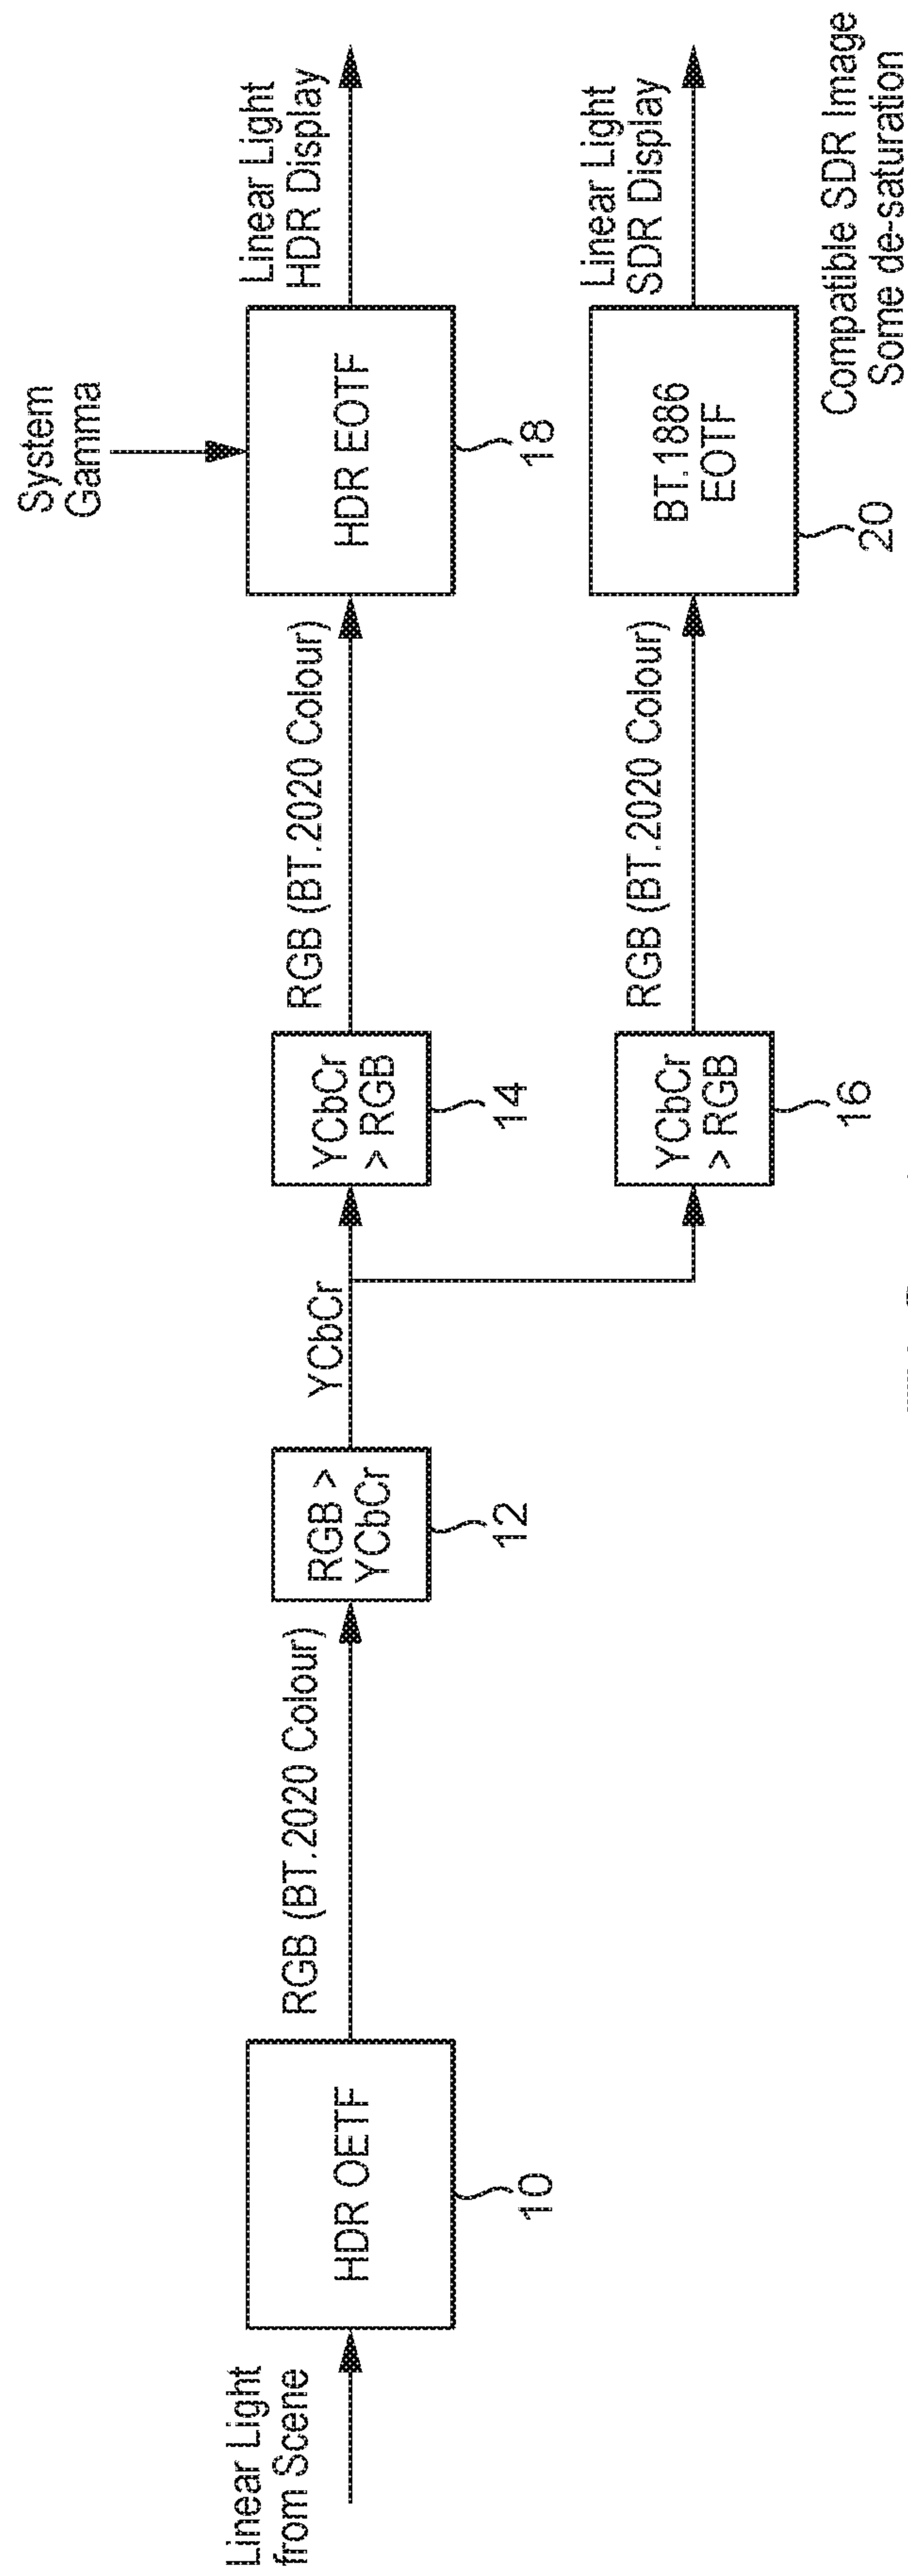 Linear Light
from Scene
HDR OETF
10
RGB (BT.2020 Colour)
RGB >
YCbCr
12
YCbCr
YCbCr
> RGB
14
RGB (BT.2020 Colour)
System
Gamma
HDR EOTF
18
Linear Light
HDR Display
YCbCr
> RGB
16
RGB (BT.2020 Colour)
BT.1886
EOTF
20
Linear Light
SDR Display
Compatible SDR Image
Some de-saturation